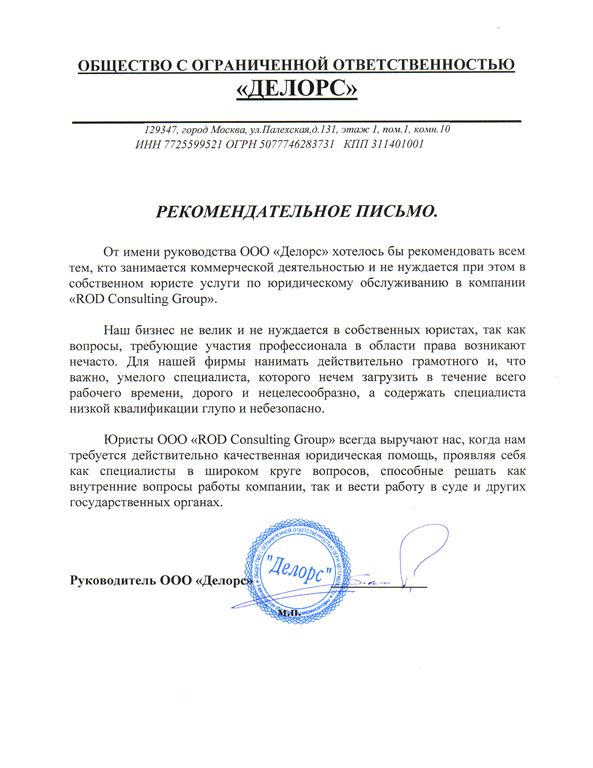 ОБЩЕСТВО С ОГРАНИЧЕННОЙ ОТВЕТСТВЕННОСТЬЮ
«ДЕЛОРС»
129347, город Москва, ул.Палехская,д.131, этаж 1, пом.1, комн.10
ИНН 7725599521 ОГРН 5077746283731 КПП 311401001
РЕКОМЕНДАТЕЛЬНОЕ ПИСЬМО.
От имени руководства ООО «Делорс» хотелось бы рекомендовать всем
тем, кто занимается коммерческой деятельностью и не нуждается при этом в
собственном юристе услуги по юридическому обслуживанию в компании
«ROD Consulting Group».
Наш бизнес не велик и не нуждается в собственных юристах, так как
вопросы, требующие участия профессионала в области права возникают
нечасто. Для нашей фирмы нанимать действительно грамотного и, что
важно, умелого специалиста, которого нечем загрузить в течение всего
рабочего времени, дорого и нецелесообразно, а содержать специалиста
низкой квалификации глупо и небезопасно.
Юристы ООО «ROD Consulting Group» всегда выручают нас, когда нам
требуется действительно качественная юридическая помощь, проявляя себя
как специалисты в широком круге вопросов, способные решать как
внутренние вопросы работы компании, так и вести работу в суде и других
государственных органах.
Руководитель ООО «Делорс»
"Делорс"
М.П.